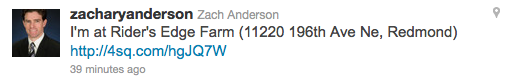 zacharyanderson Zach Anderson
I'm at Rider's Edge Farm (11220 196th Ave Ne, Redmond)
http://4sq.com/hgJQ7W
39 minutes ago